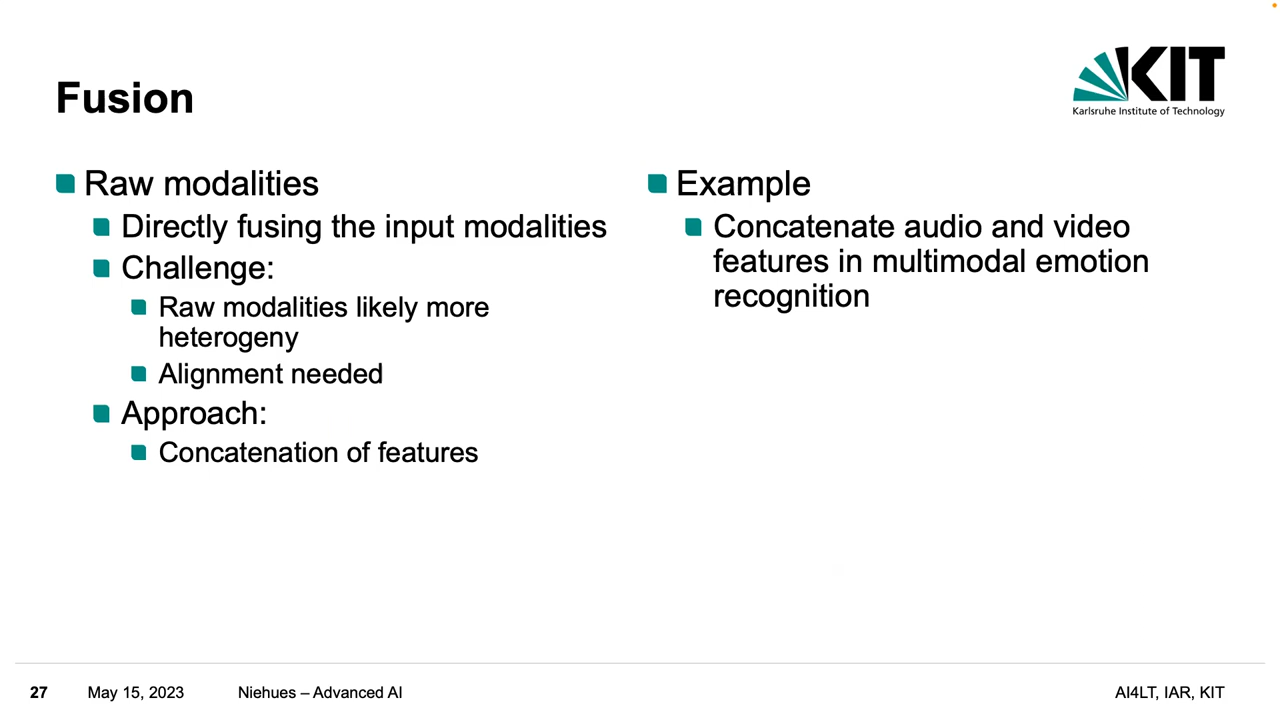 Fusion
KIT
Karlsruhe Institute of Technology
Raw modalities
Directly fusing the input modalities
Challenge:
Raw modalities likely more
heterogeny
Alignment needed
Approach:
Concatenation of features
Example
Concatenate audio and video
features in multimodal emotion
recognition
27 May 15, 2023 Niehues – Advanced AI AI4LT, IAR, KIT